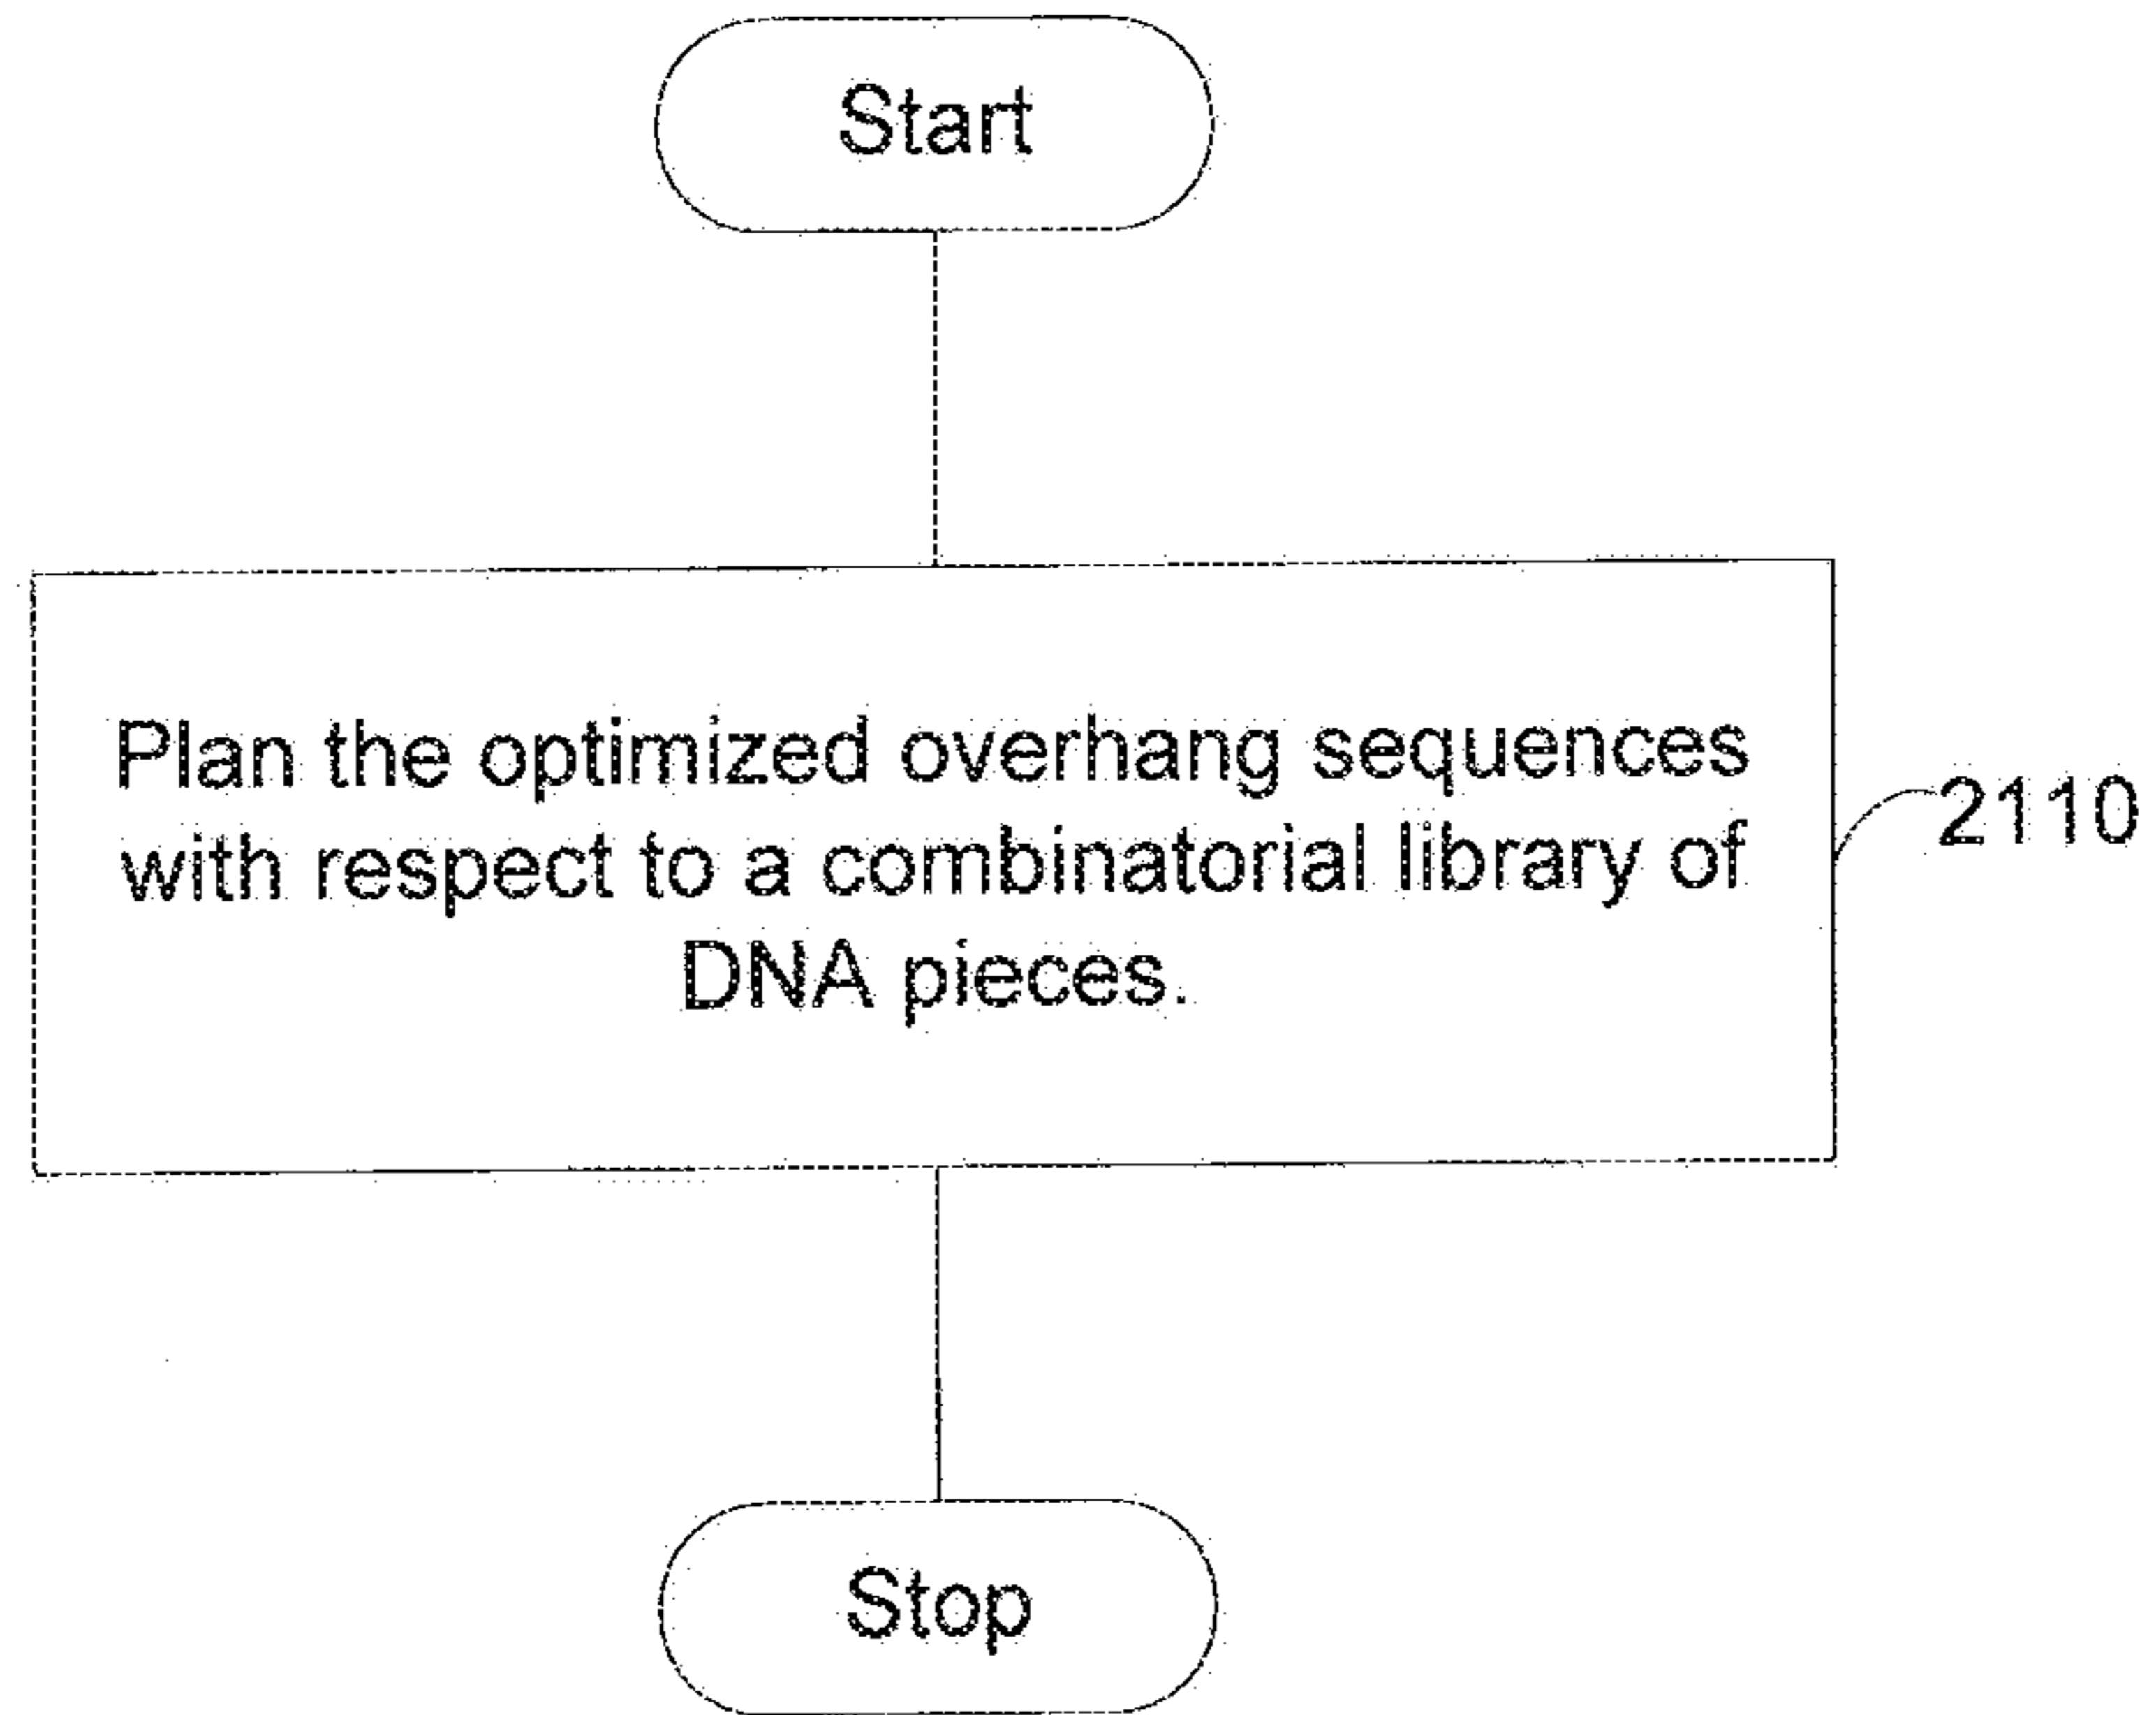 Start
Plan the optimized overhang sequences
with respect to a combinatorial library of
DNA pieces.
2110
Stop